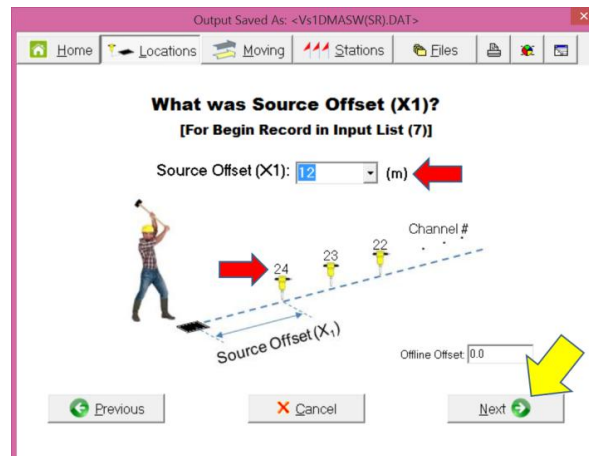 Output Saved As: <Vs1DMASW(SR).DAT>
Home Locations Moving Stations Files
What was Source Offset (X1)?
[For Begin Record in Input List (7)]
Source Offset (X1): 12 (m)
Channel #
. . .
24 23 22
Source Offset (X₁)
Offline Offset: 0.0
Previous Cancel Next